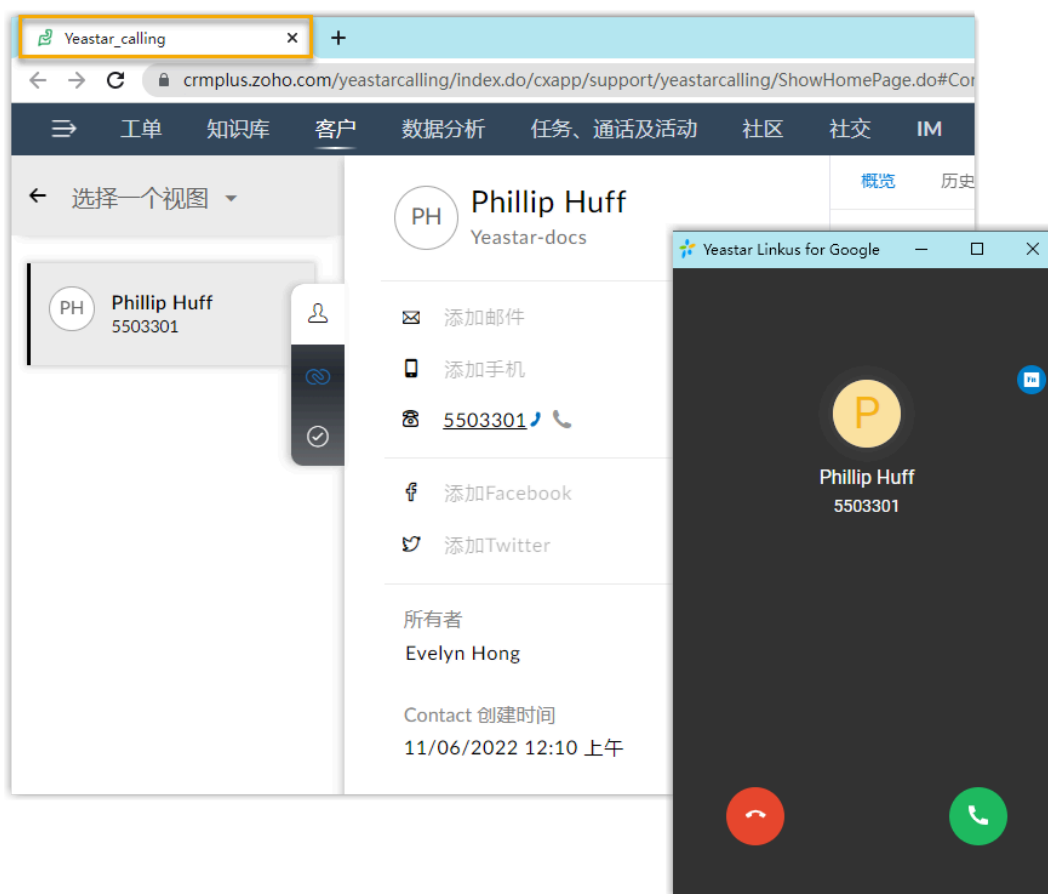 Yeastar_calling
crmplus.zoho.com/yeastarcalling/index.do/cxapp/support/yeastarcalling/ShowHomePage.do#Cor
工单 知识库 客户 数据分析 任务、通话及活动 社区 社交 IM
选择一个视图
PH
Phillip Huff
5503301
PH
Phillip Huff
Yeastar-docs
概览 历史
添加邮件
添加手机
5503301
添加Facebook
添加Twitter
所有者
Evelyn Hong
Contact 创建时间
11/06/2022 12:10 上午
Yeastar Linkus for Google
Fn
P
Phillip Huff
5503301